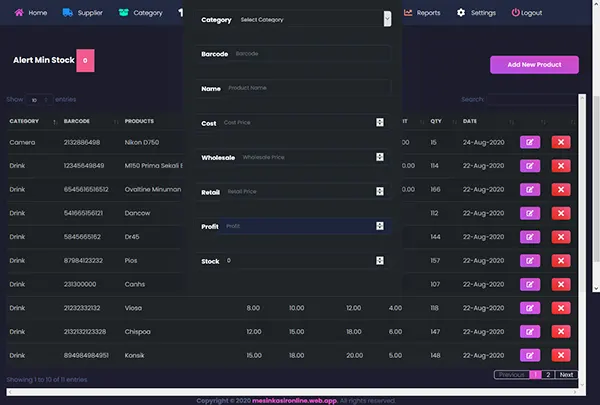 Home Supplier Category Reports Settings Logout
Category Select Category
Alert Min Stock 0
Barcode Barcode
Add New Product
Name Product Name
Show 10 entries Search:
CATEGORY BARCODE PRODUCTS Cost Cost Price QTY DATE
Camera 2132886498 Nikon D750 15 24-Aug-2020
Drink 12345649849 M150 Prima Sekali Wholesale Wholesale Price 114 22-Aug-2020
Drink 6545616516512 Ovaltine Minuman Retail Retail Price 166 22-Aug-2020
Drink 541665156121 Dancow 112 22-Aug-2020
Profit Profit
Drink 5845665162 Dr45 144 22-Aug-2020
Drink 87984123232 Pios Stock 0 157 22-Aug-2020
Drink 231300000 Canhs 107 22-Aug-2020
Drink 21232332132 Viosa 8.00 10.00 12.00 4.00 118 22-Aug-2020
Drink 2132132123328 Chispoa 12.00 15.00 18.00 6.00 147 22-Aug-2020
Drink 894984984951 Konsik 15.00 18.00 20.00 5.00 148 22-Aug-2020
Showing 1 to 10 of 11 entries Previous 1 2 Next
Copyright © 2020 mesinkasironline.web.app. All rights reserved.